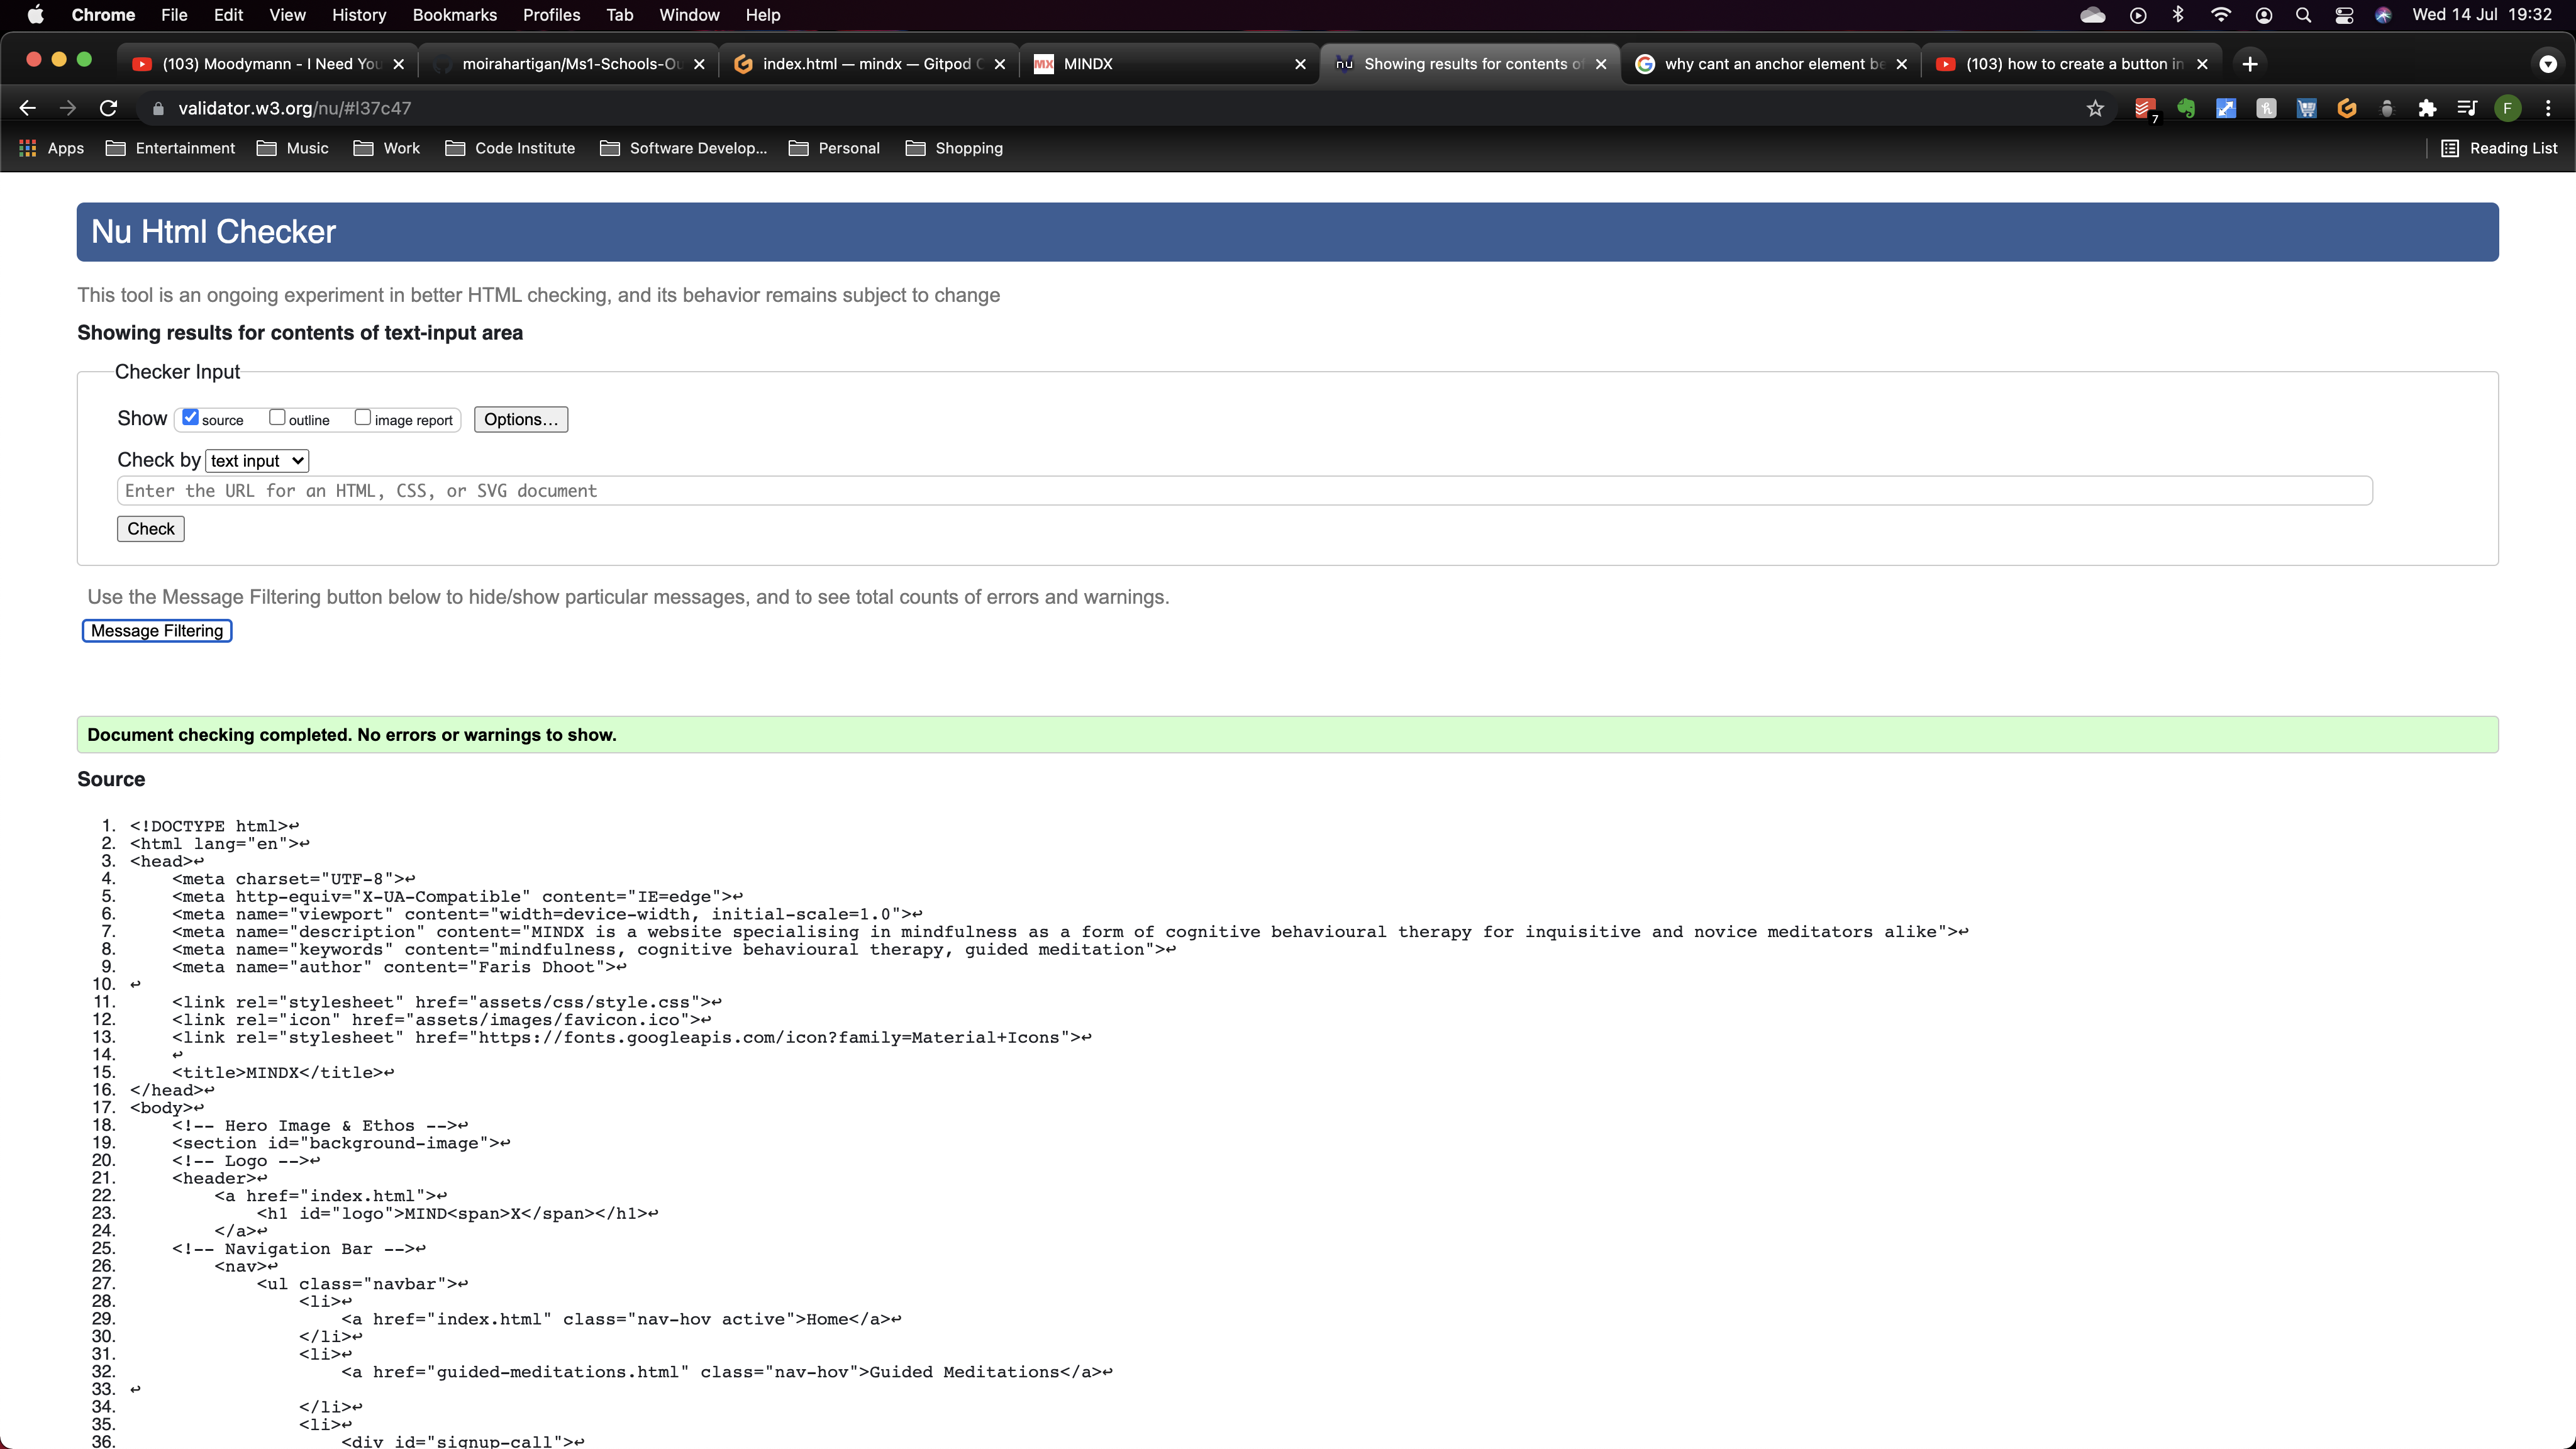 Chrome File Edit View History Bookmarks Profiles Tab Window Help Wed 14 Jul 19:32
(103) Moodymann - I Need You moirahartigan/Ms1-Schools-Ou index.html — mindx — Gitpod C MINDX Showing results for contents of why cant an anchor element be (103) how to create a button in
validator.w3.org/nu/#l37c47 7 F
Apps Entertainment Music Work Code Institute Software Develop... Personal Shopping Reading List
Nu Html Checker
This tool is an ongoing experiment in better HTML checking, and its behavior remains subject to change
Showing results for contents of text-input area
Checker Input
Show source outline image report Options...
Check by text input
Enter the URL for an HTML, CSS, or SVG document
Check
Use the Message Filtering button below to hide/show particular messages, and to see total counts of errors and warnings.
Message Filtering
Document checking completed. No errors or warnings to show.
Source
1. <!DOCTYPE html>↩
2. <html lang="en">↩
3. <head>↩
4. <meta charset="UTF-8">↩
5. <meta http-equiv="X-UA-Compatible" content="IE=edge">↩
6. <meta name="viewport" content="width=device-width, initial-scale=1.0">↩
7. <meta name="description" content="MINDX is a website specialising in mindfulness as a form of cognitive behavioural therapy for inquisitive and novice meditators alike">↩
8. <meta name="keywords" content="mindfulness, cognitive behavioural therapy, guided meditation">↩
9. <meta name="author" content="Faris Dhoot">↩
10. ↩
11. <link rel="stylesheet" href="assets/css/style.css">↩
12. <link rel="icon" href="assets/images/favicon.ico">↩
13. <link rel="stylesheet" href="https://fonts.googleapis.com/icon?family=Material+Icons">↩
14. ↩
15. <title>MINDX</title>↩
16. </head>↩
17. <body>↩
18. <!-- Hero Image & Ethos -->↩
19. <section id="background-image">↩
20. <!-- Logo -->↩
21. <header>↩
22. <a href="index.html">↩
23. <h1 id="logo">MIND<span>X</span></h1>↩
24. </a>↩
25. <!-- Navigation Bar -->↩
26. <nav>↩
27. <ul class="navbar">↩
28. <li>↩
29. <a href="index.html" class="nav-hov active">Home</a>↩
30. </li>↩
31. <li>↩
32. <a href="guided-meditations.html" class="nav-hov">Guided Meditations</a>↩
33. ↩
34. </li>↩
35. <li>↩
36. <div id="signup-call">↩